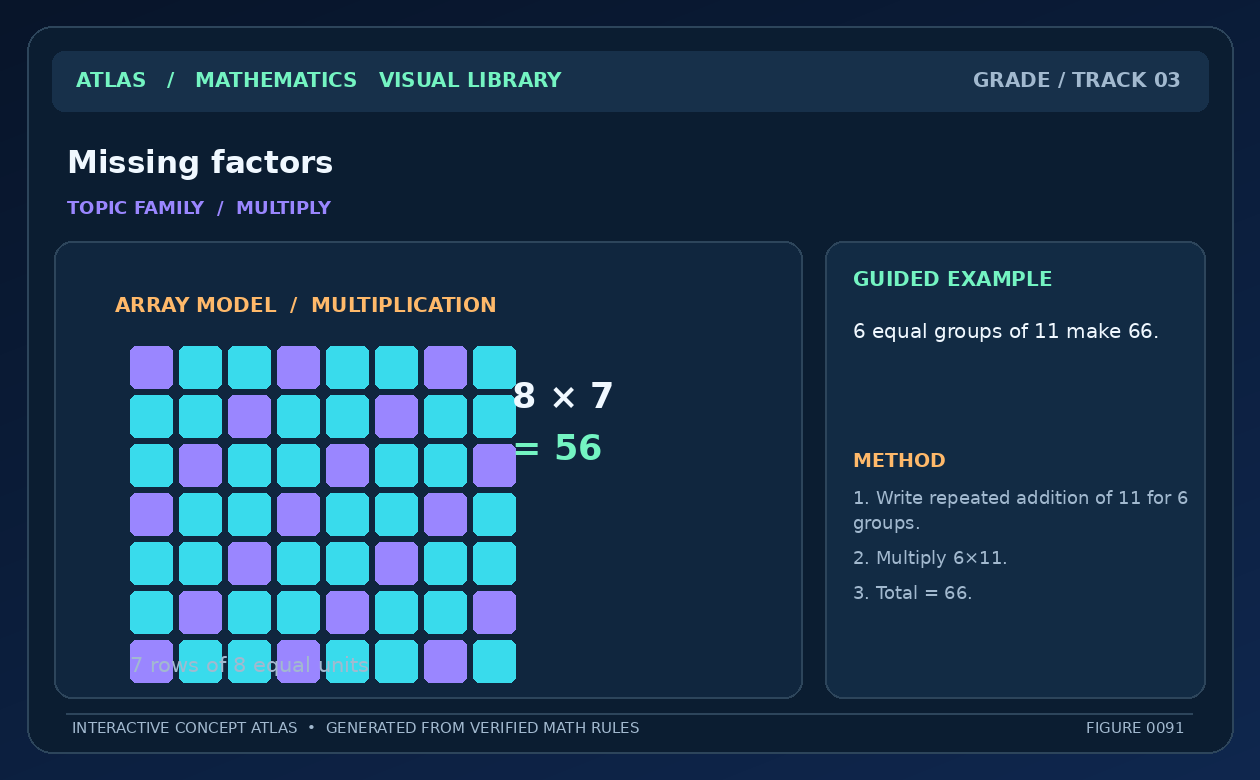 ATLAS / MATHEMATICS VISUAL LIBRARY
GRADE / TRACK 03
Missing factors
TOPIC FAMILY / MULTIPLY
ARRAY MODEL / MULTIPLICATION
8 × 7
= 56
7 rows of 8 equal units
GUIDED EXAMPLE
6 equal groups of 11 make 66.
METHOD
1. Write repeated addition of 11 for 6
groups.
2. Multiply 6×11.
3. Total = 66.
INTERACTIVE CONCEPT ATLAS • GENERATED FROM VERIFIED MATH RULES
FIGURE 0091